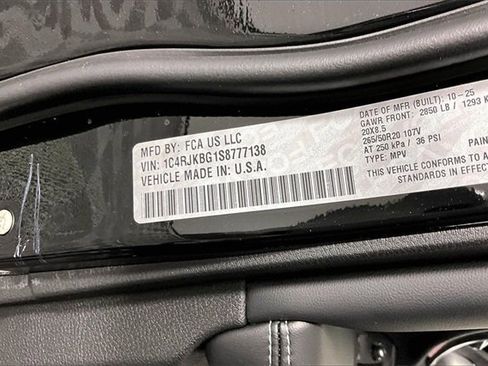 MFD BY: FCA US LLC
VIN: 1C4RJKBG1S8777138
VEHICLE MADE IN U.S.A.
DATE OF MFR (BUILT): 10-25
GAWR FRONT: 2850 LB / 1293 K
20X8.5
265/50R20 107V
AT 250 kPa / 36 PSI
TYPE: MPV
PAIN
THIS VEHICLE CONFORMS TO
STANDARDS IN EFFECT